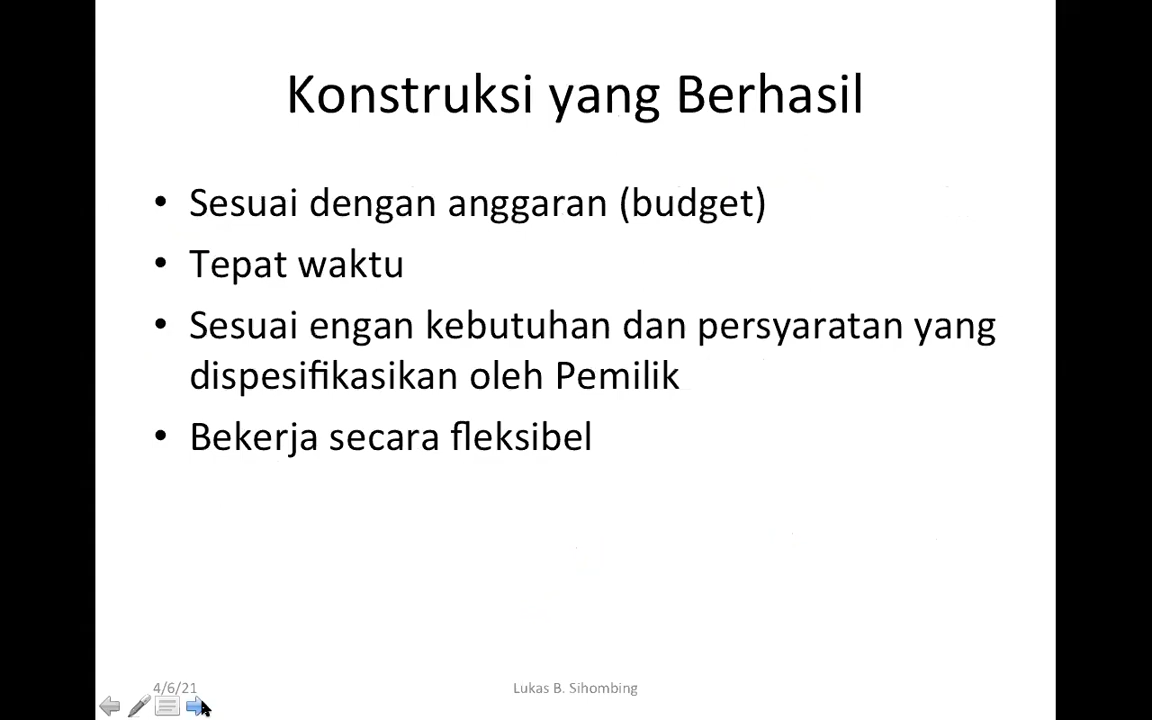 Konstruksi yang Berhasil
• Sesuai dengan anggaran (budget)
• Tepat waktu
• Sesuai engan kebutuhan dan persyaratan yang
dispesifikasikan oleh Pemilik
• Bekerja secara fleksibel
4/6/21
Lukas B. Sihombing